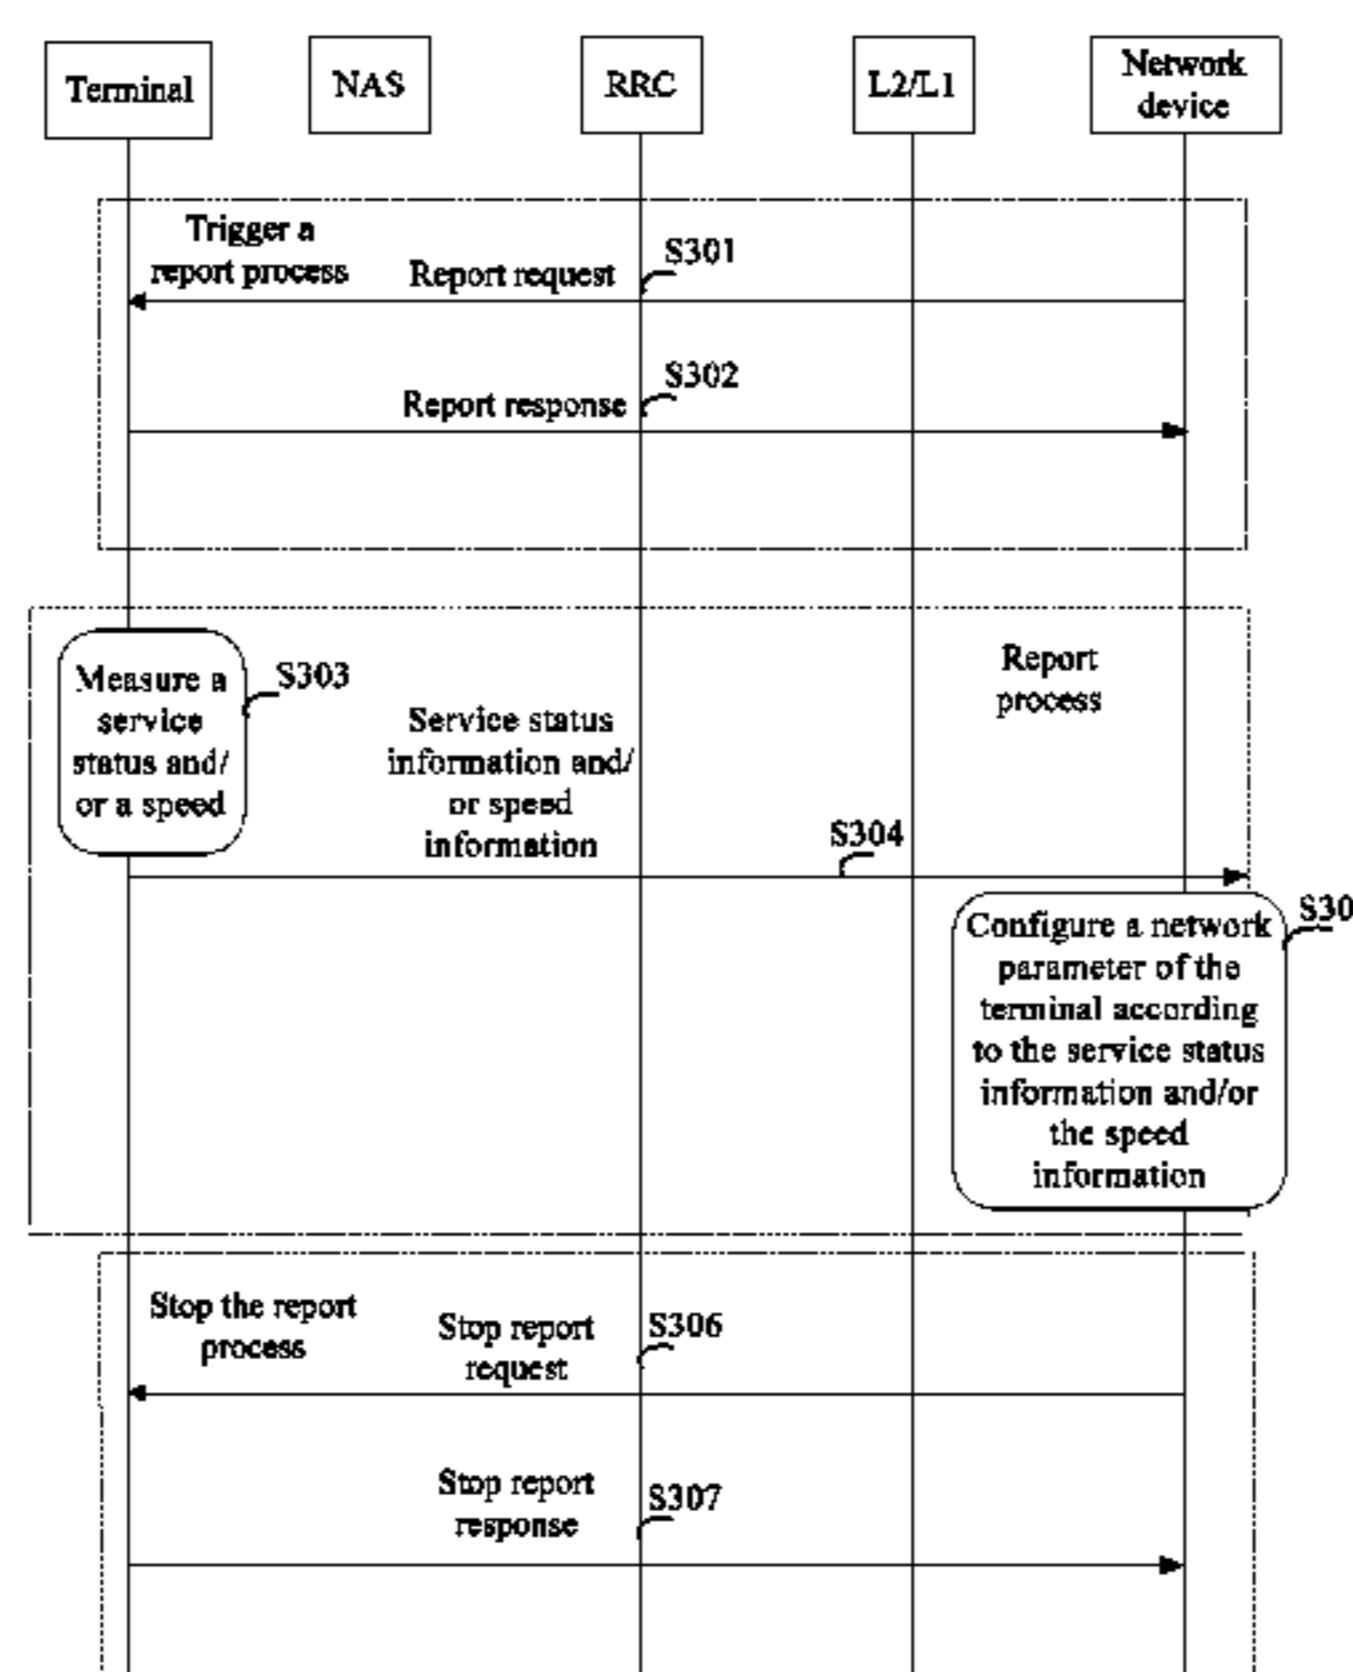 Terminal
NAS
RRC
L2/L1
Network
device
Trigger a
report process
Report request
S301
Report response
S302
Measure a
service
status and/
or a speed
S303
Service status
information and/
or speed
information
Report
process
S304
Configure a network
parameter of the
terminal according
to the service status
information and/or
the speed
information
S30
Stop the report
process
Stop report
request
S306
Stop report
response
S307